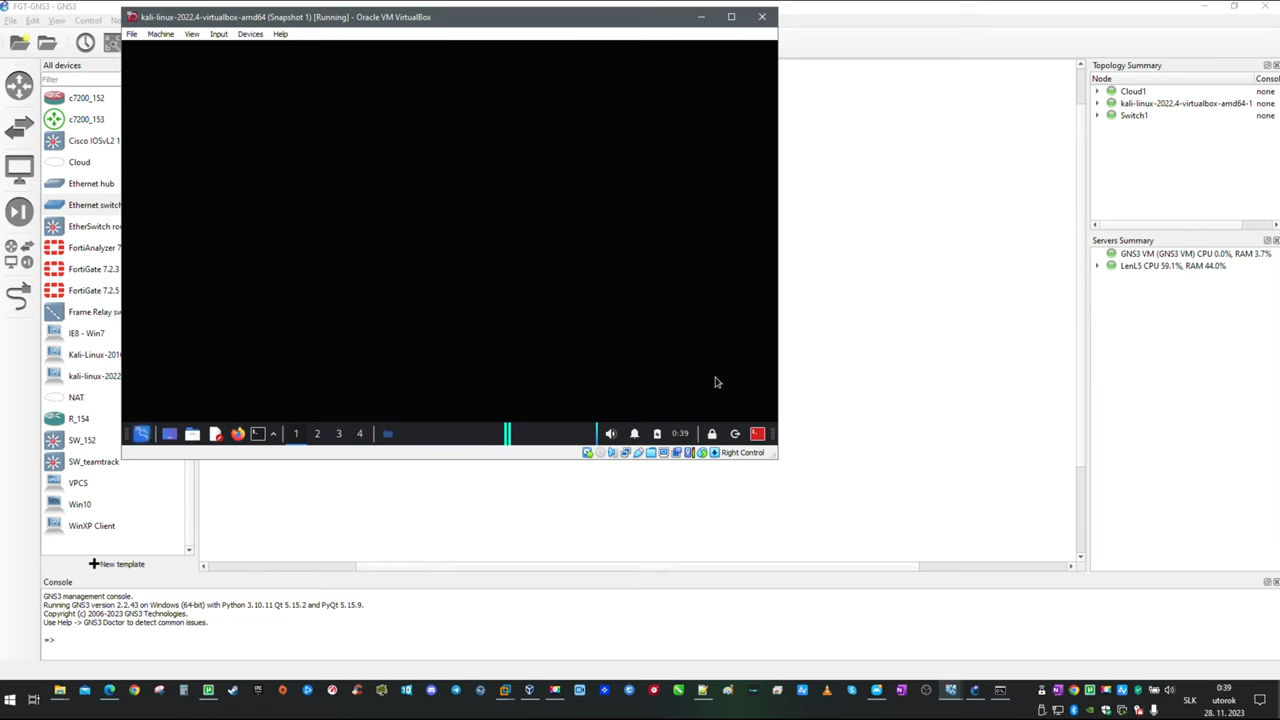 FGT-GNS3 - GNS3
File Edit View Control
kali-linux-2022.4-virtualbox-amd64 (Snapshot 1) [Running] - Oracle VM VirtualBox
File Machine View Input Devices Help
All devices
Filter
c7200_152
c7200_153
Cisco IOSvL2 1
Cloud
Ethernet hub
Ethernet switch
EtherSwitch rou
FortiAnalyzer 7
FortiGate 7.2.3
FortiGate 7.2.5
Frame Relay sw
IE8 - Win7
Kali-Linux-201
kali-linux-2022
NAT
R_154
SW_152
SW_teamtrack
VPCS
Win10
WinXP Client
New template
1 2 3 4
0:39
Right Control
Topology Summary
Node Consol
Cloud1 none
kali-linux-2022.4-virtualbox-amd64-1 none
Switch1 none
Servers Summary
GNS3 VM (GNS3 VM) CPU 0.0%, RAM 3.7%
LenL5 CPU 59.1%, RAM 44.0%
Console
GNS3 management console.
Running GNS3 version 2.2.43 on Windows (64-bit) with Python 3.10.11 Qt 5.15.2 and PyQt 5.15.9.
Copyright (c) 2006-2023 GNS3 Technologies.
Use Help -> GNS3 Doctor to detect common issues.
=>
SLK
0:39
utorok
28. 11. 2023